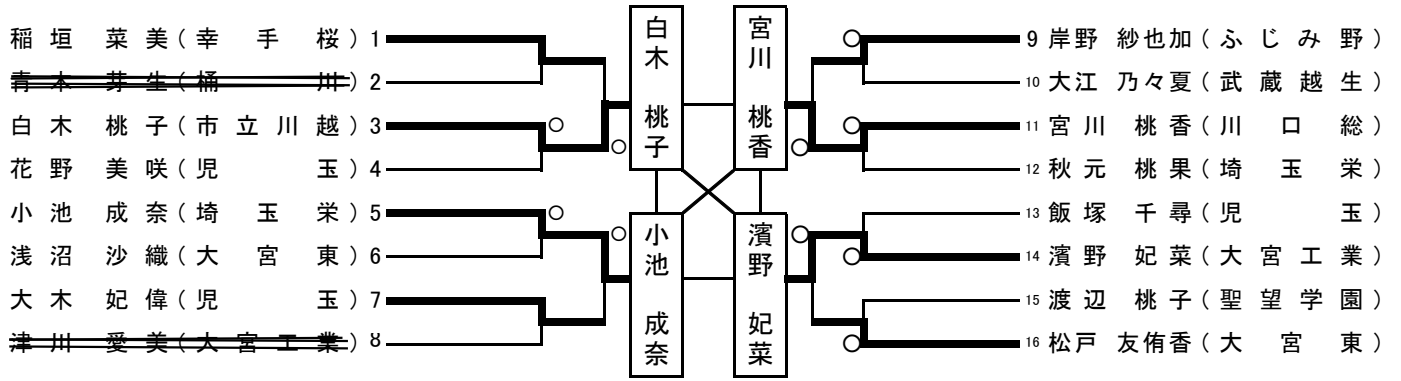 稲垣 菜美(幸手桜)1
青木 芽生(桶川)2
白木 桃子(市立川越)3
花野 美咲(児玉)4
小池 成奈(埼玉栄)5
浅沼 沙織(大宮東)6
大木 妃偉(児玉)7
津川 愛美(大宮工業)8
白木 桃子
宮川 桃香
小池 成奈
濱野 妃菜
9 岸野 紗也加(ふじみ野)
10 大江 乃々夏(武蔵越生)
11 宮川 桃香(川口総)
12 秋元 桃果(埼玉栄)
13 飯塚 千尋(児玉)
14 濱野 妃菜(大宮工業)
15 渡辺 桃子(聖望学園)
16 松戸 友侑香(大宮東)